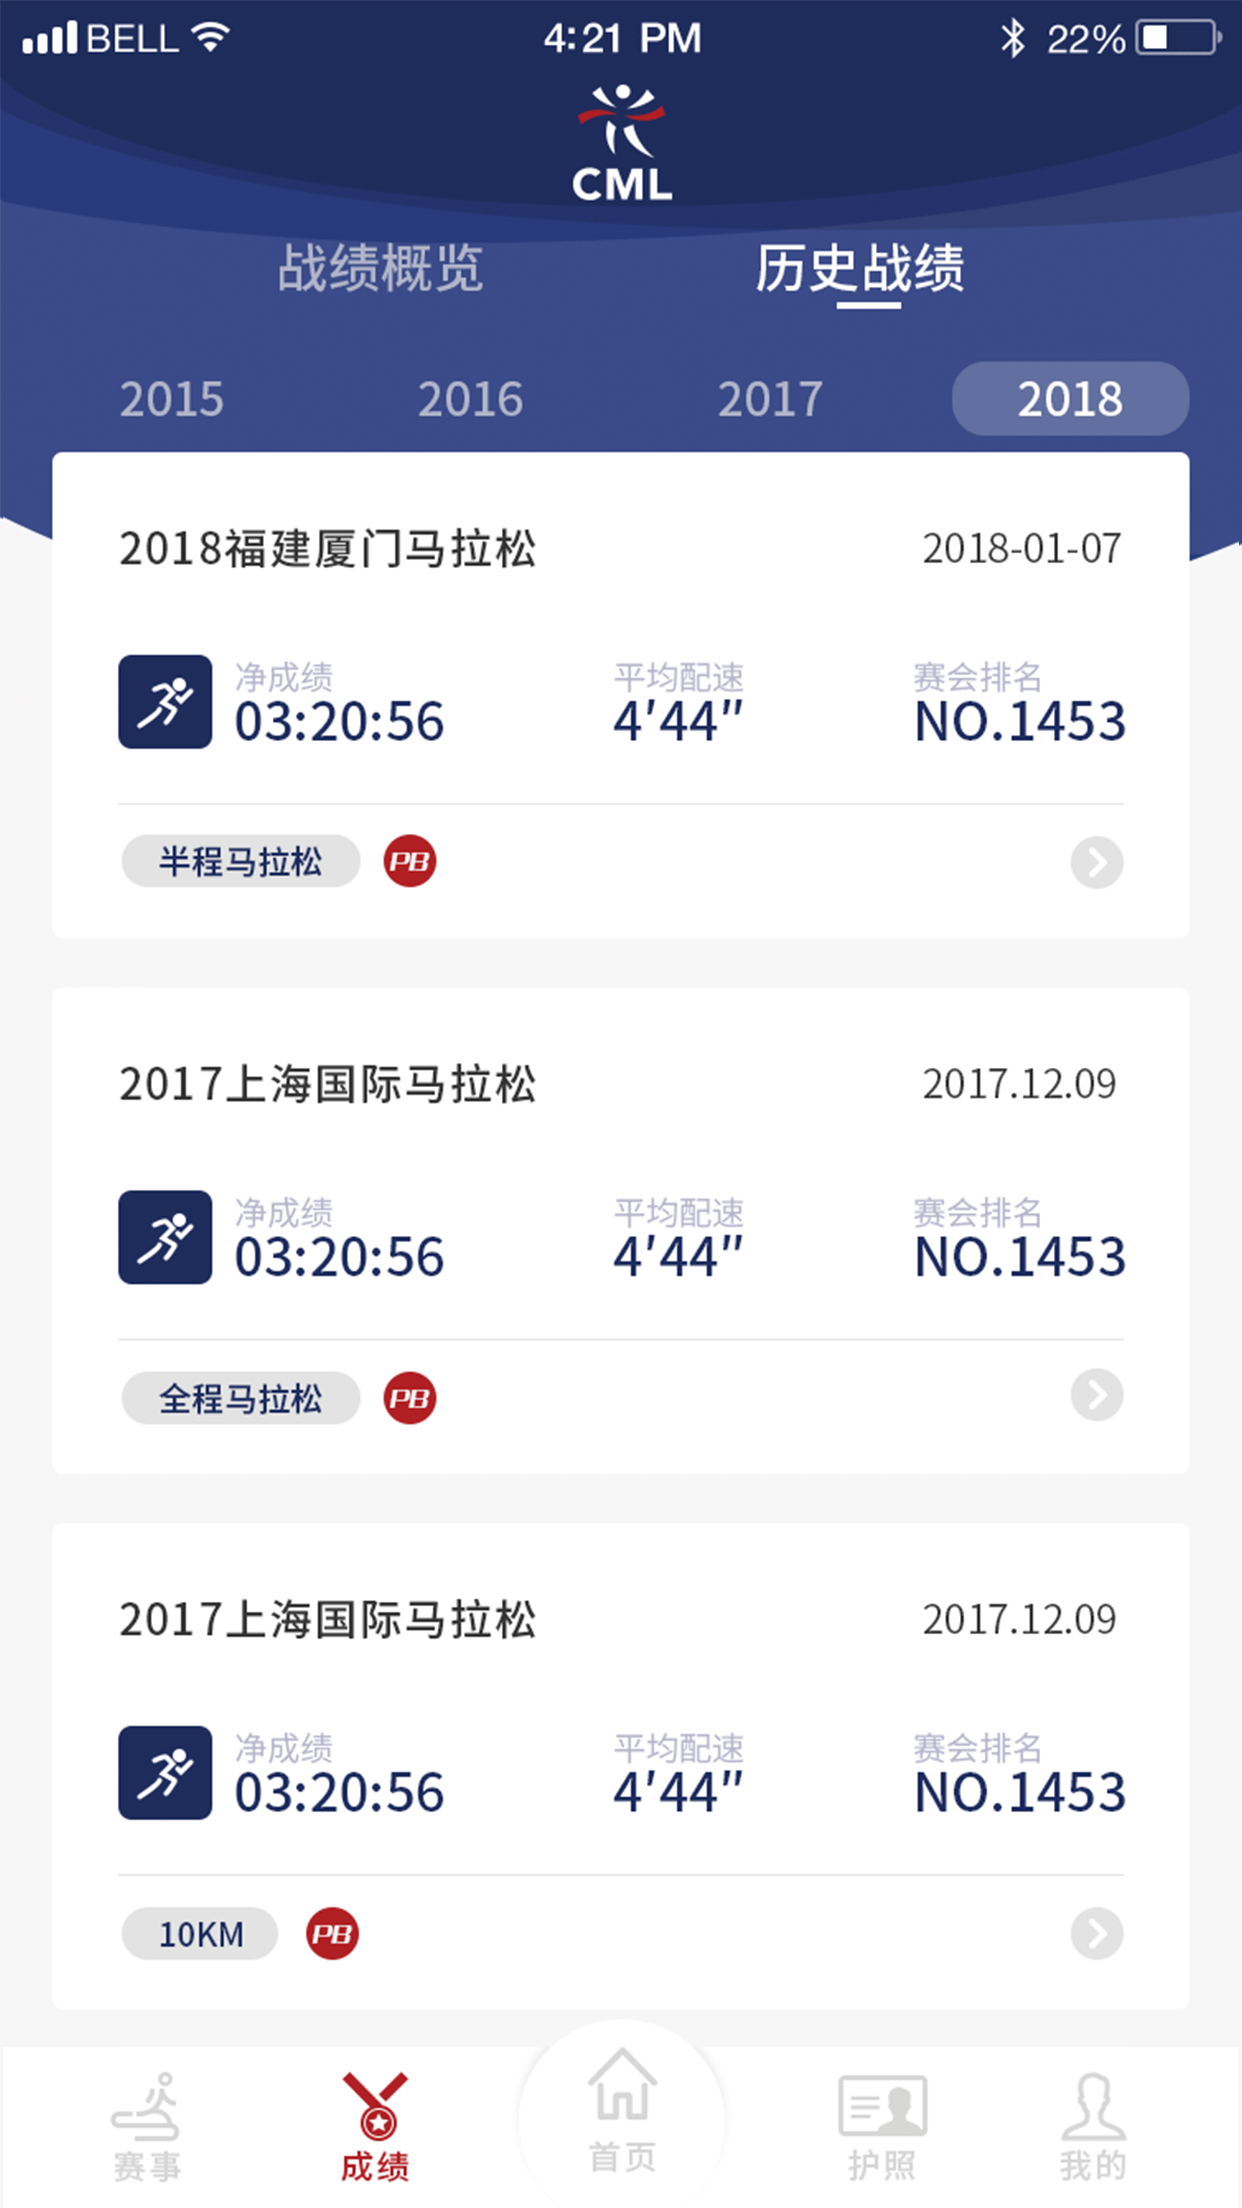 BELL 4:21 PM 22%
CML
战绩概览 历史战绩
2015 2016 2017 2018
2018福建厦门马拉松 2018-01-07
净成绩 平均配速 赛会排名
03:20:56 4′44″ NO.1453
半程马拉松 PB
2017上海国际马拉松 2017.12.09
净成绩 平均配速 赛会排名
03:20:56 4′44″ NO.1453
全程马拉松 PB
2017上海国际马拉松 2017.12.09
净成绩 平均配速 赛会排名
03:20:56 4′44″ NO.1453
10KM PB
赛事 成绩 首页 护照 我的